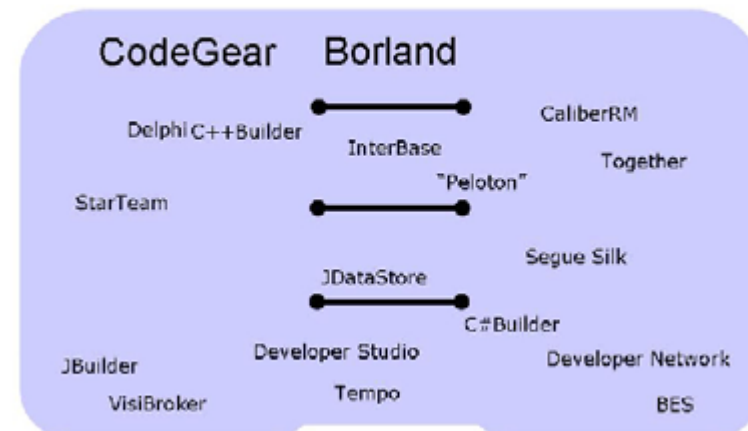 CodeGear Borland
CaliberRM
Delphi C++Builder
InterBase
Together
"Peloton"
StarTeam
Segue Silk
JDataStore
C#Builder
Developer Studio
Developer Network
JBuilder
Tempo
VisiBroker
BES